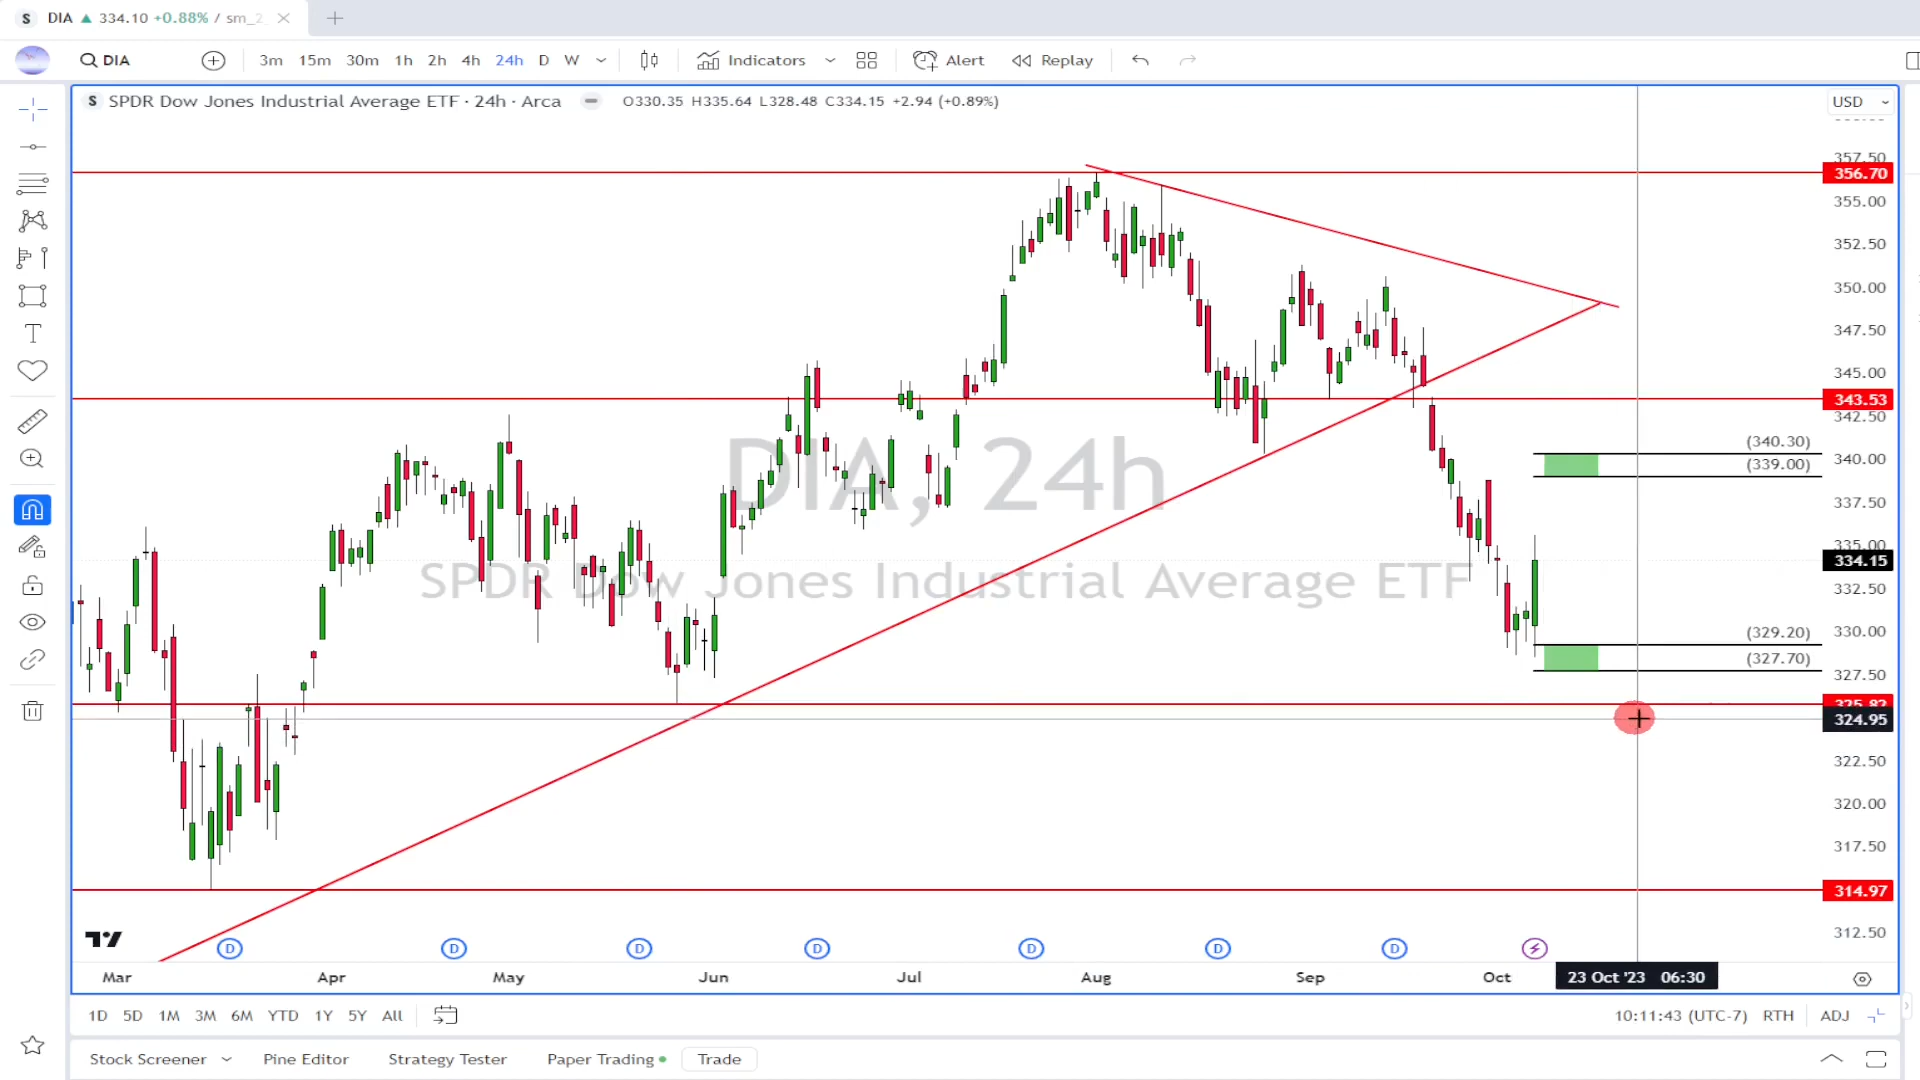 S DIA ▲ 334.10 +0.88% / sm_2
DIA 3m 15m 30m 1h 2h 4h 24h D W Indicators Alert Replay
S SPDR Dow Jones Industrial Average ETF · 24h · Arca O330.35 H335.64 L328.48 C334.15 +2.94 (+0.89%)
USD
357.50
356.70
355.00
352.50
350.00
347.50
345.00
343.53
342.50
(340.30)
340.00
(339.00)
DIA, 24h
337.50
335.00
334.15
SPDR Dow Jones Industrial Average ETF
332.50
(329.20)
330.00
(327.70)
327.50
325.82
324.95
322.50
320.00
317.50
314.97
312.50
D D D D D D D
Mar Apr May Jun Jul Aug Sep Oct 23 Oct '23 06:30
1D 5D 1M 3M 6M YTD 1Y 5Y All 10:11:43 (UTC-7) RTH ADJ
Stock Screener Pine Editor Strategy Tester Paper Trading Trade